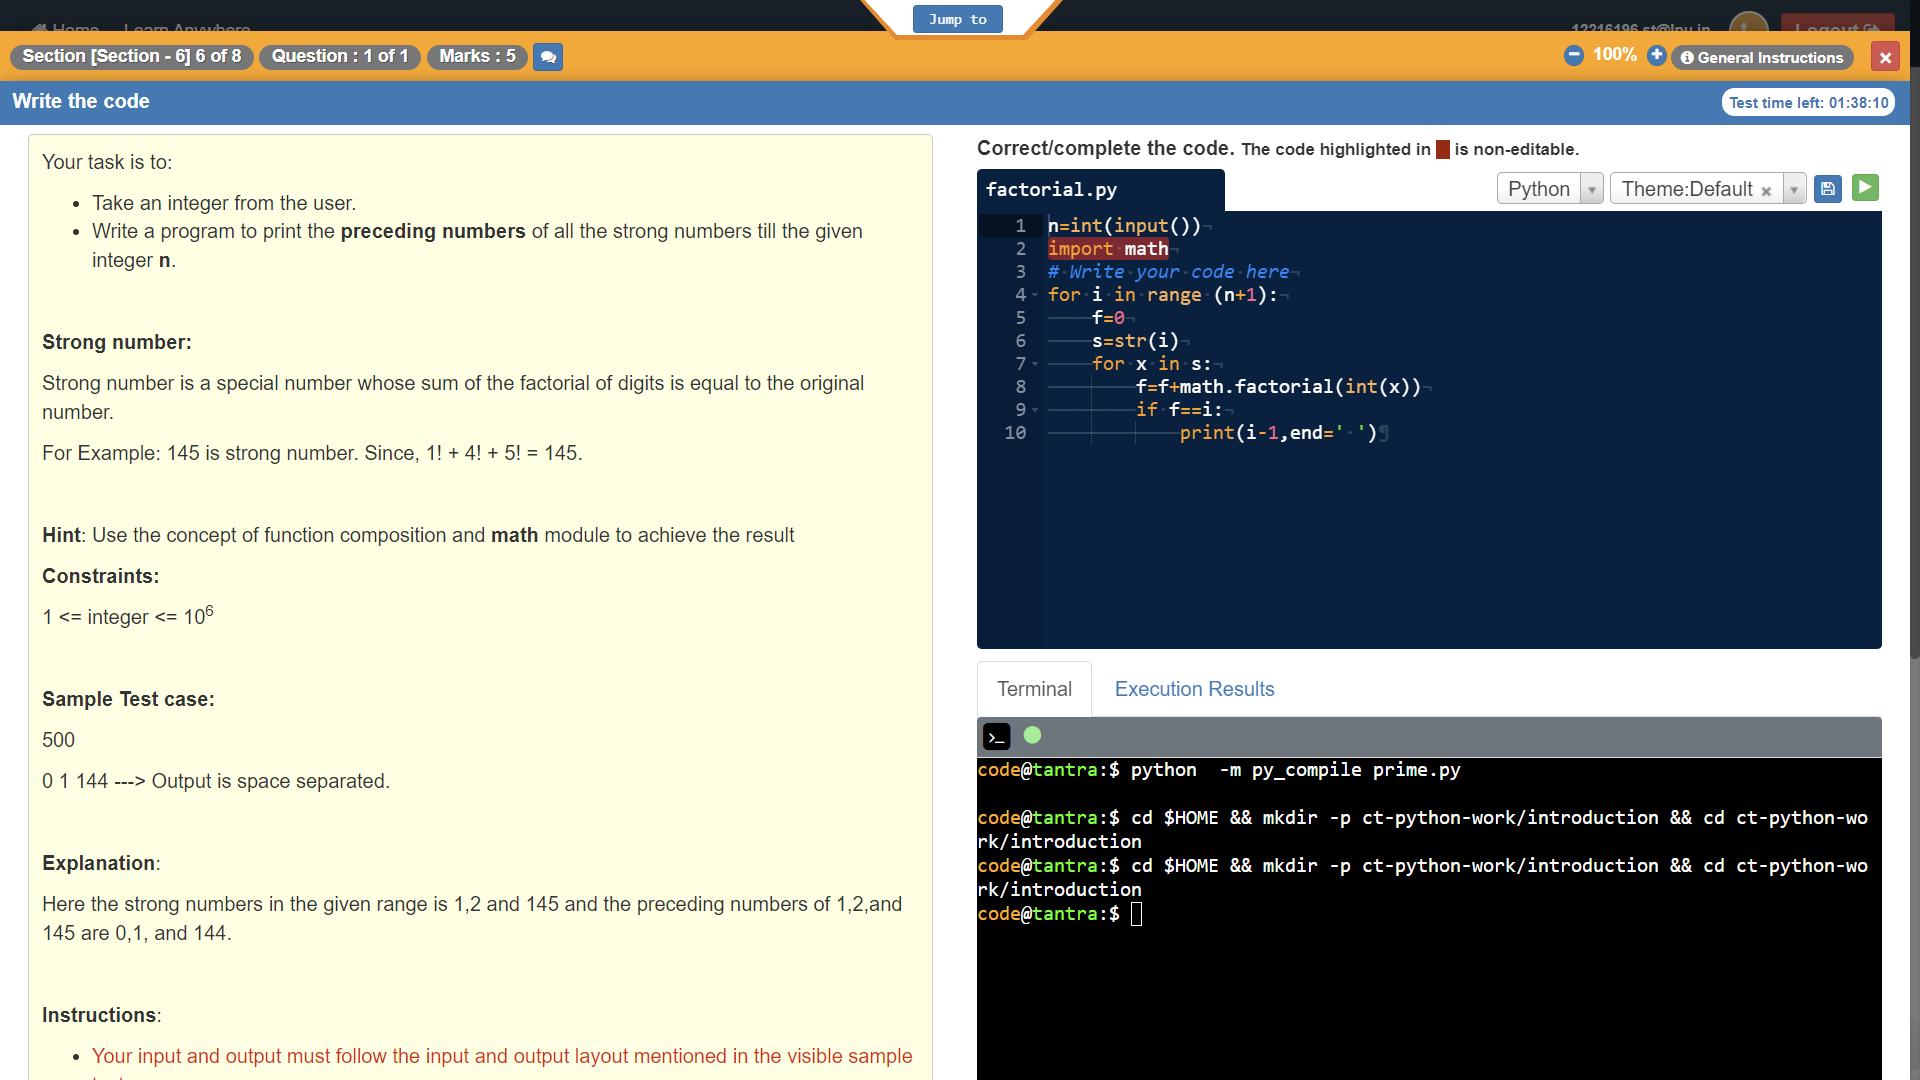 Home Learn Anywhere
Jump to
12216196.st@lpu.in
Logout
Section [Section - 6] 6 of 8
Question : 1 of 1
Marks : 5
100%
General Instructions
Write the code
Test time left: 01:38:10
Your task is to:
Take an integer from the user.
Write a program to print the preceding numbers of all the strong numbers till the given
integer n.
Strong number:
Strong number is a special number whose sum of the factorial of digits is equal to the original
number.
For Example: 145 is strong number. Since, 1! + 4! + 5! = 145.
Hint: Use the concept of function composition and math module to achieve the result
Constraints:
1 <= integer <= 10^6
Sample Test case:
500
0 1 144 ---> Output is space separated.
Explanation:
Here the strong numbers in the given range is 1,2 and 145 and the preceding numbers of 1,2,and
145 are 0,1, and 144.
Instructions:
Your input and output must follow the input and output layout mentioned in the visible sample
Correct/complete the code. The code highlighted in is non-editable.
factorial.py
Python
Theme:Default ×
1 n=int(input())
2 import math
3 # Write your code here
4 for i in range (n+1):
5 f=0
6 s=str(i)
7 for x in s:
8 f=f+math.factorial(int(x))
9 if f==i:
10 print(i-1,end=' ')
Terminal
Execution Results
code@tantra:$ python  -m py_compile prime.py
code@tantra:$ cd $HOME && mkdir -p ct-python-work/introduction && cd ct-python-wo
rk/introduction
code@tantra:$ cd $HOME && mkdir -p ct-python-work/introduction && cd ct-python-wo
rk/introduction
code@tantra:$